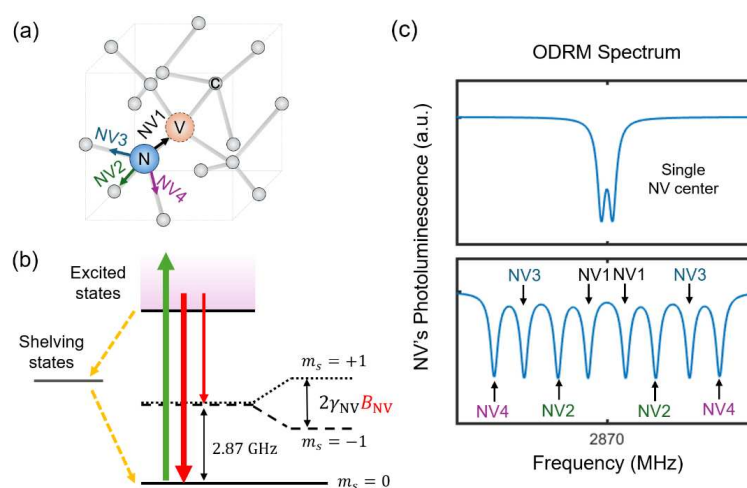 (a)
C
NV1
V
NV3
N
NV2
NV4
(b)
Excited
states
Shelving
states
m_s = +1
2γ_NV B_NV
2.87 GHz
m_s = −1
m_s = 0
(c)
ODRM Spectrum
NV's Photoluminescence (a.u.)
Single
NV center
NV3
NV1 NV1
NV3
NV4
NV2
NV2
NV4
2870
Frequency (MHz)